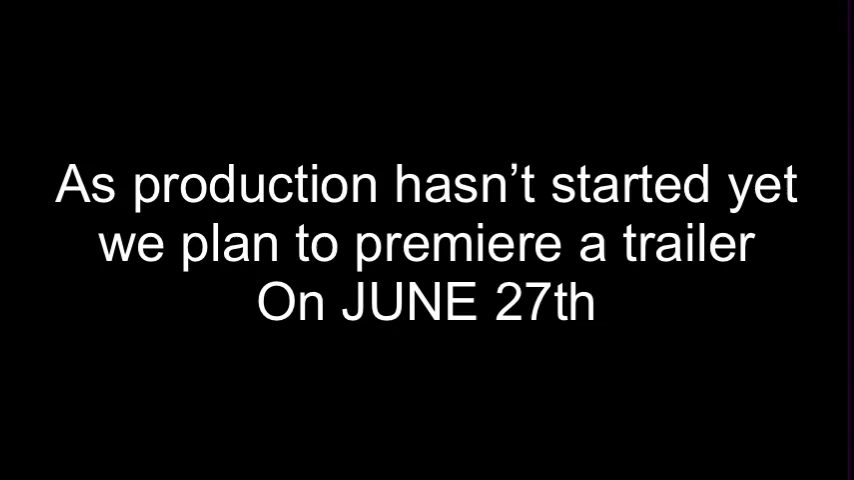 As production hasn’t started yet
we plan to premiere a trailer
On JUNE 27th